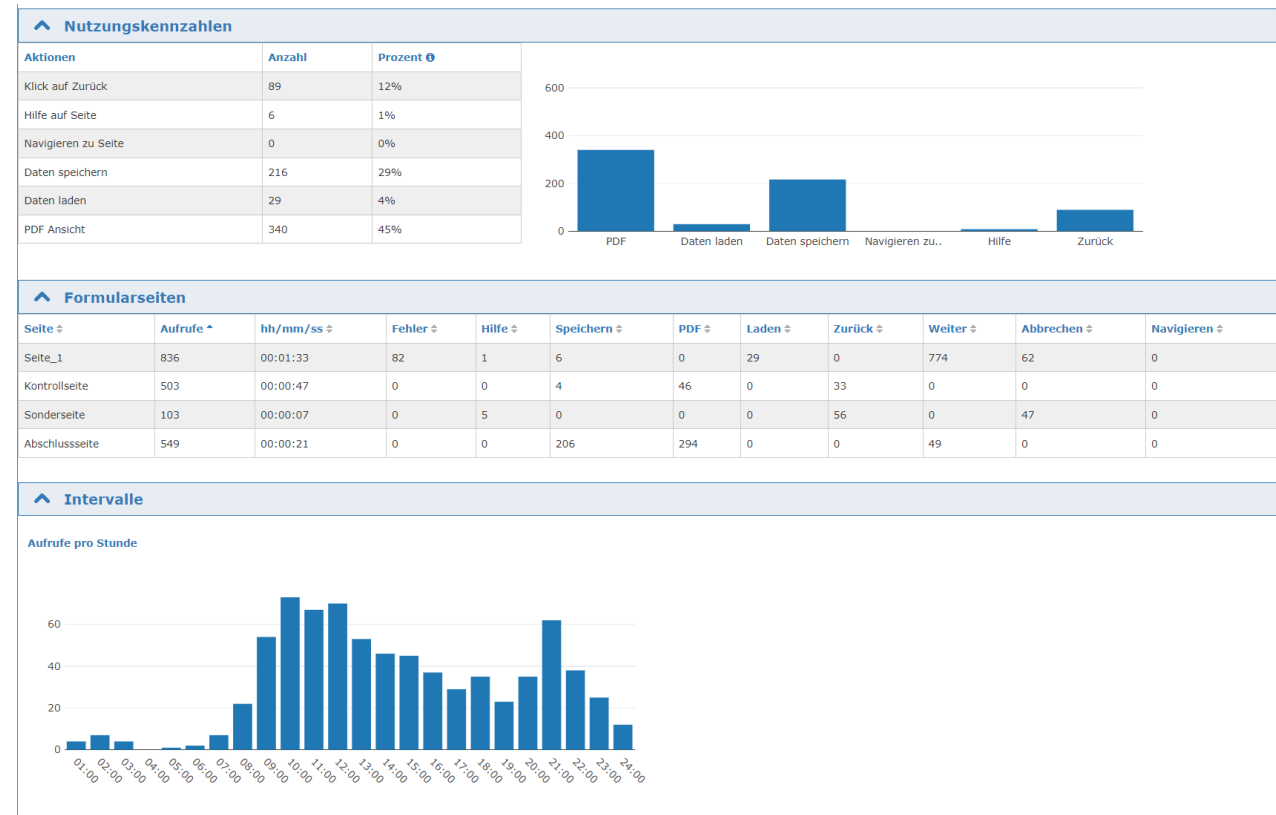 Nutzungskennzahlen
Aktionen Anzahl Prozent
Klick auf Zurück 89 12%
Hilfe auf Seite 6 1%
Navigieren zu Seite 0 0%
Daten speichern 216 29%
Daten laden 29 4%
PDF Ansicht 340 45%
600
400
200
0
PDF Daten laden Daten speichern Navigieren zu.. Hilfe Zurück
Formularseiten
Seite Aufrufe hh/mm/ss Fehler Hilfe Speichern PDF Laden Zurück Weiter Abbrechen Navigieren
Seite_1 836 00:01:33 82 1 6 0 29 0 774 62 0
Kontrollseite 503 00:00:47 0 0 4 46 0 33 0 0 0
Sonderseite 103 00:00:07 0 5 0 0 0 56 0 47 0
Abschlussseite 549 00:00:21 0 0 206 294 0 0 49 0 0
Intervalle
Aufrufe pro Stunde
60
40
20
0
01:00 02:00 03:00 04:00 05:00 06:00 07:00 08:00 09:00 10:00 11:00 12:00 13:00 14:00 15:00 16:00 17:00 18:00 19:00 20:00 21:00 22:00 23:00 24:00